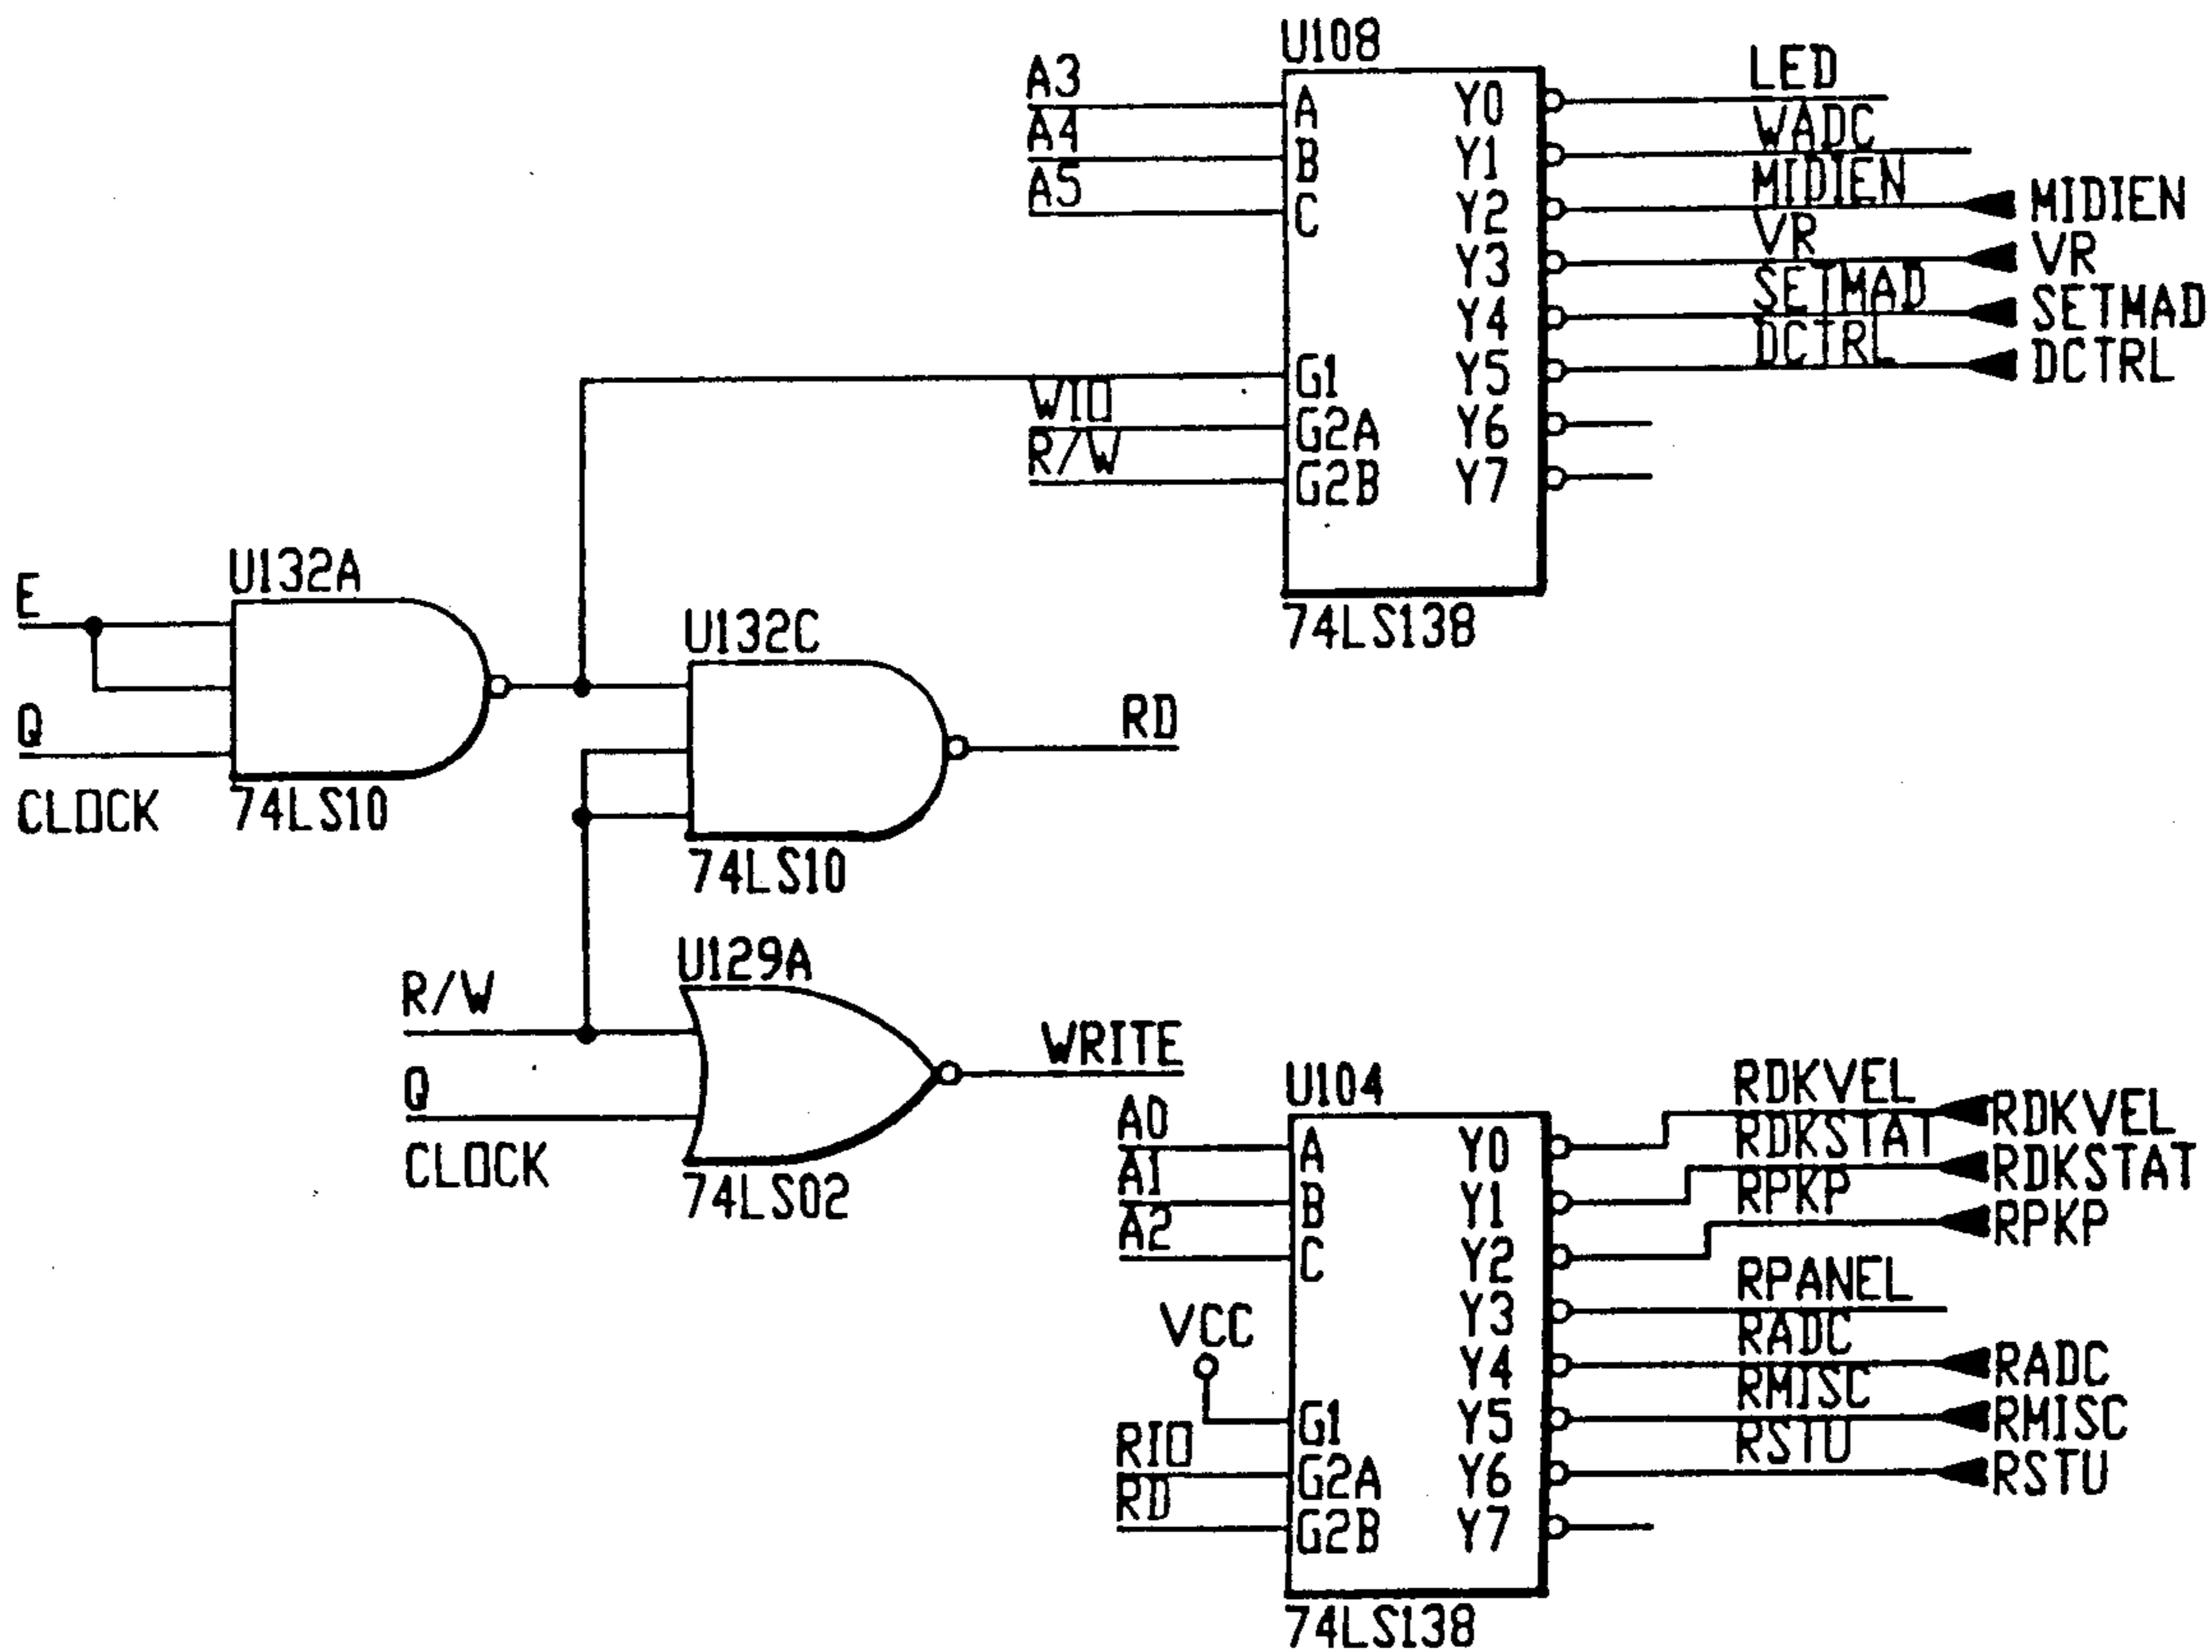 U108
A3
A4
A5
A
B
C
G1
WIO
G2A
R/W
G2B
Y0
Y1
Y2
Y3
Y4
Y5
Y6
Y7
LED
WADC
MIDIEN
VR
SETMAD
DCTRL
MIDIEN
VR
SETMAD
DCTRL
74LS138
E
Q
CLOCK
U132A
74LS10
U132C
74LS10
RD
R/W
Q
CLOCK
U129A
74LS02
WRITE
U104
A0
A1
A2
A
B
C
VCC
G1
RIO
G2A
RD
G2B
Y0
Y1
Y2
Y3
Y4
Y5
Y6
Y7
RDKVEL
RDKSTAT
RPKP
RPANEL
RADC
RMISC
RSTU
RDKVEL
RDKSTAT
RPKP
RADC
RMISC
RSTU
74LS138